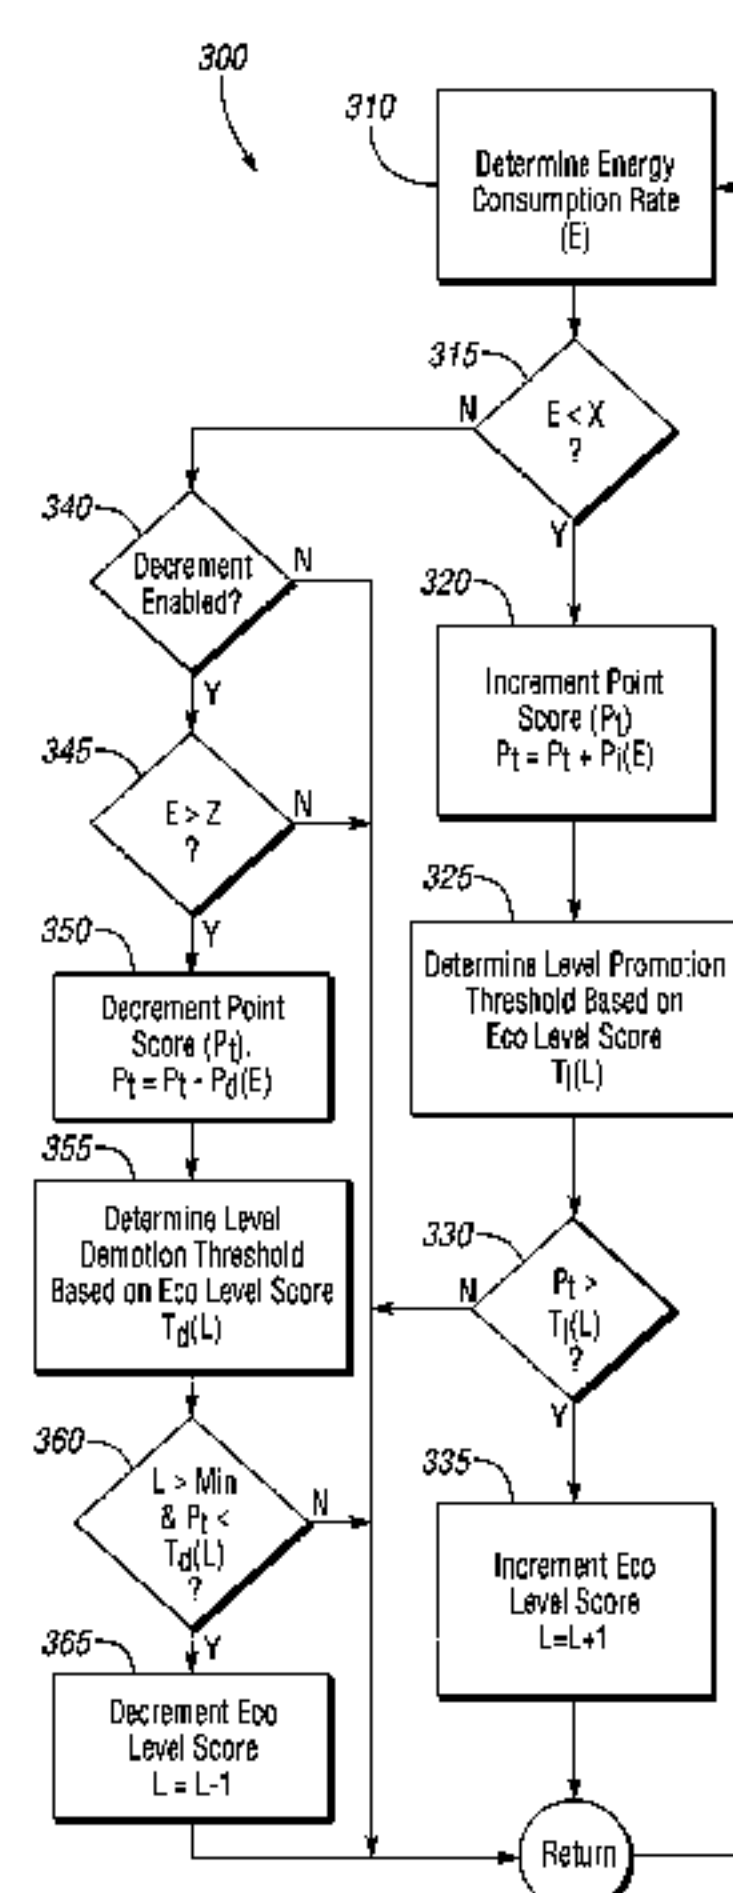 300
310
Determine Energy
Consumption Rate
(E)
315
E < X
?
N
Y
340
Decrement
Enabled?
N
Y
320
Increment Point
Score (Pt)
Pt = Pt + Pi(E)
345
E > Z
?
N
Y
325
Determine Level Promotion
Threshold Based on
Eco Level Score
Tl(L)
350
Decrement Point
Score (Pt).
Pt = Pt - Pd(E)
355
Determine Level
Demotion Threshold
Based on Eco Level Score
Td(L)
330
Pt >
Tl(L)
?
N
Y
360
L > Min
& Pt <
Td(L)
?
N
Y
335
Increment Eco
Level Score
L=L+1
365
Decrement Eco
Level Score
L = L-1
Return